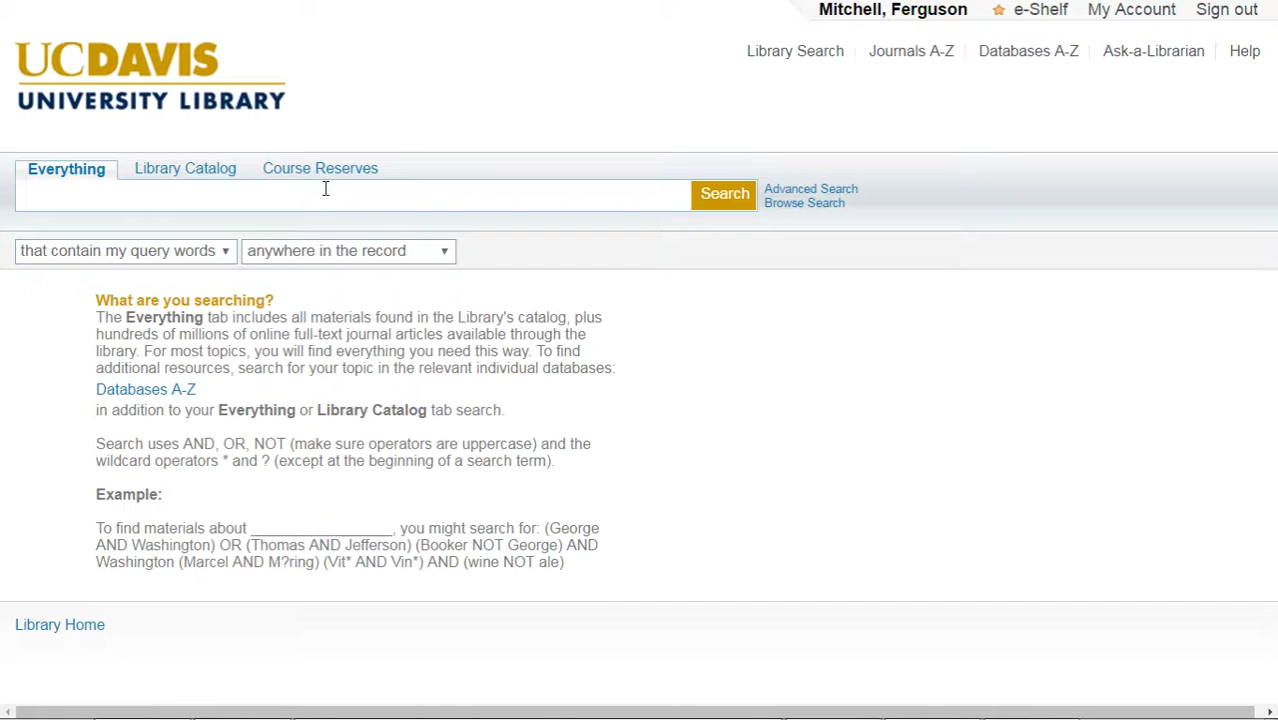 Mitchell, Ferguson e-Shelf My Account Sign out
Library Search Journals A-Z Databases A-Z Ask-a-Librarian Help
UCDAVIS
UNIVERSITY LIBRARY
Everything Library Catalog Course Reserves
Search
Advanced Search
Browse Search
that contain my query words anywhere in the record
What are you searching?
The Everything tab includes all materials found in the Library's catalog, plus
hundreds of millions of online full-text journal articles available through the
library. For most topics, you will find everything you need this way. To find
additional resources, search for your topic in the relevant individual databases:
Databases A-Z
in addition to your Everything or Library Catalog tab search.
Search uses AND, OR, NOT (make sure operators are uppercase) and the
wildcard operators * and ? (except at the beginning of a search term).
Example:
To find materials about _________________, you might search for: (George
AND Washington) OR (Thomas AND Jefferson) (Booker NOT George) AND
Washington (Marcel AND M?ring) (Vit* AND Vin*) AND (wine NOT ale)
Library Home